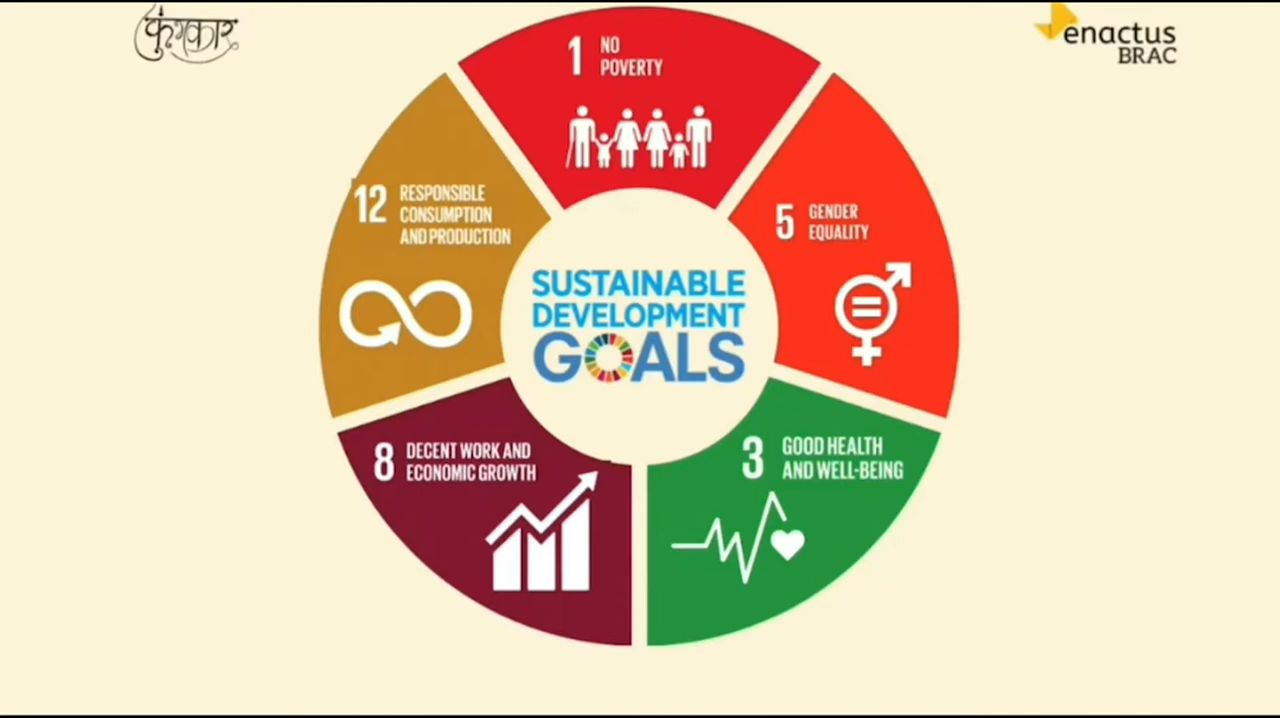 कुंभकार
enactus
BRAC
1 NO
POVERTY
5 GENDER
EQUALITY
3 GOOD HEALTH
AND WELL-BEING
8 DECENT WORK AND
ECONOMIC GROWTH
12 RESPONSIBLE
CONSUMPTION
AND PRODUCTION
SUSTAINABLE
DEVELOPMENT
GOALS